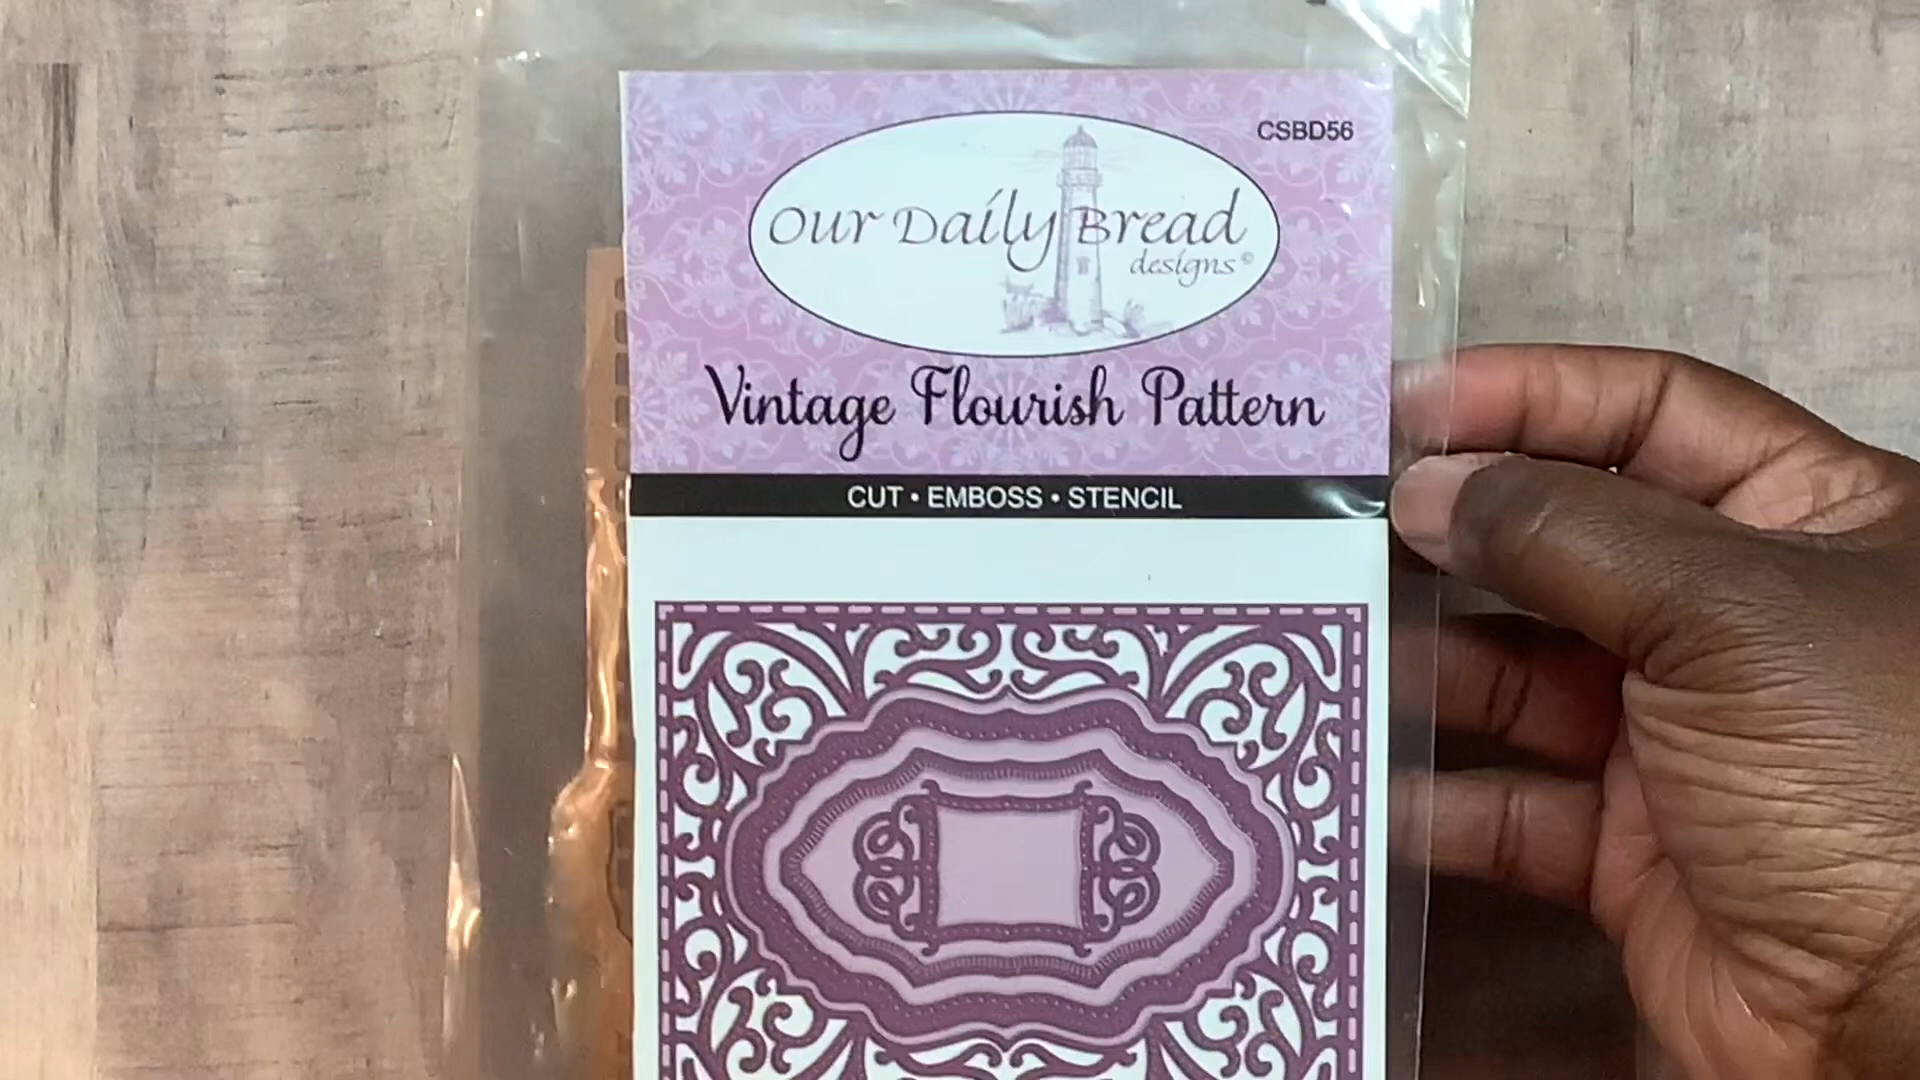 CSBD56
Our Daily Bread
designs©
Vintage Flourish Pattern
CUT • EMBOSS • STENCIL